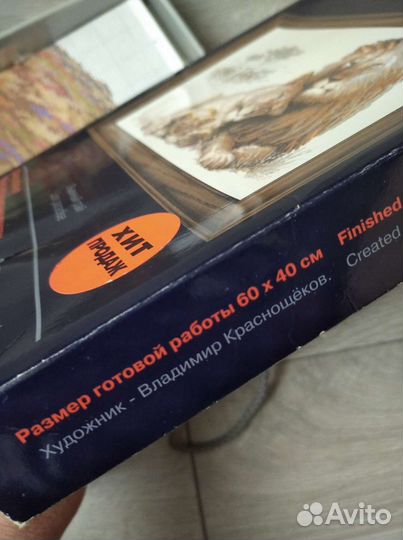 ХИТ
ПРОДАЖ
Размер готовой работы 60 х 40 см
Художник - Владимир Краснощёков.
Finished
Created
Avito